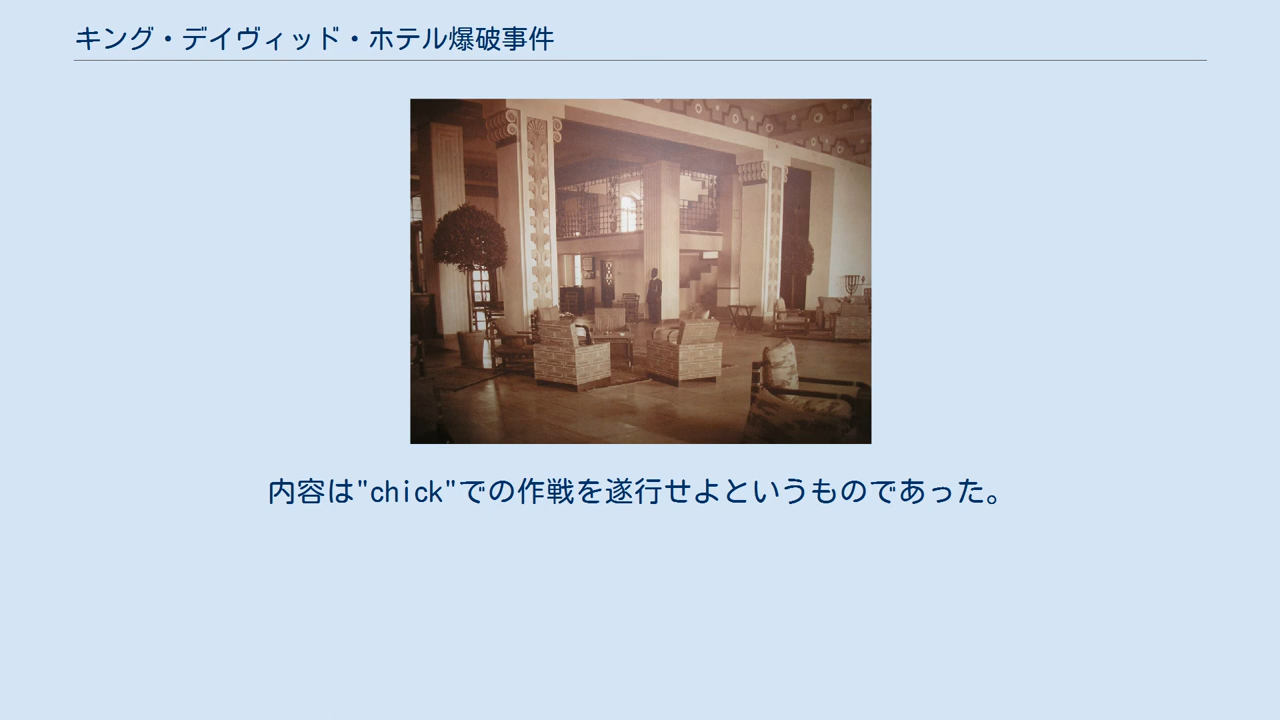 キング・デイヴィッド・ホテル爆破事件
内容は"chick"での作戦を遂行せよというものであった。